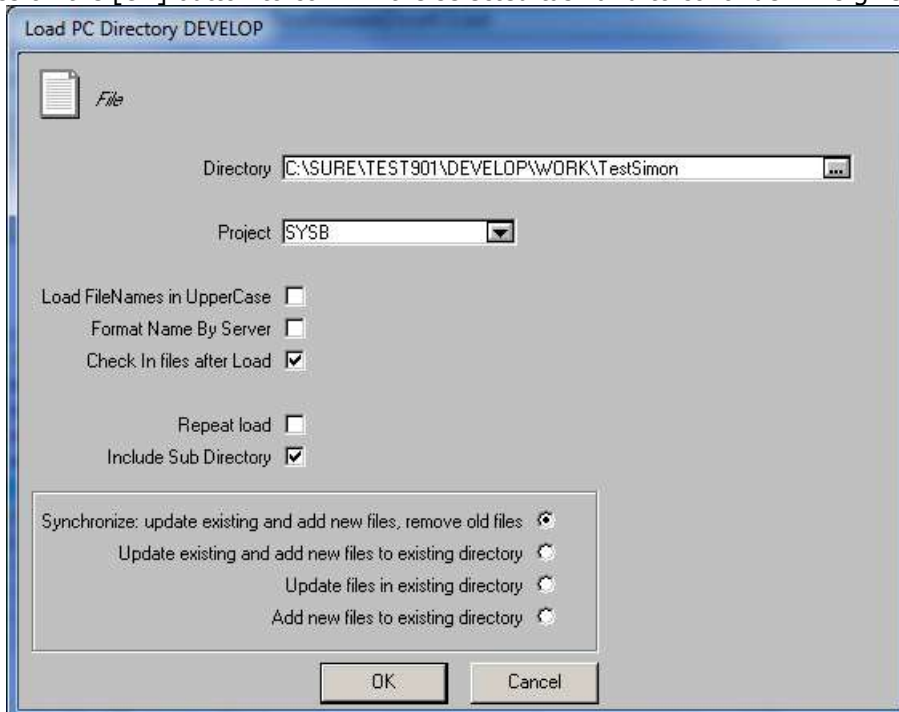 Load PC Directory DEVELOP
File
Directory C:\SURE\TEST901\DEVELOP\WORK\TestSimon ...
Project SYSB
Load FileNames in UpperCase
Format Name By Server
Check In files after Load
Repeat load
Include Sub Directory
Synchronize: update existing and add new files, remove old files
Update existing and add new files to existing directory
Update files in existing directory
Add new files to existing directory
OK Cancel